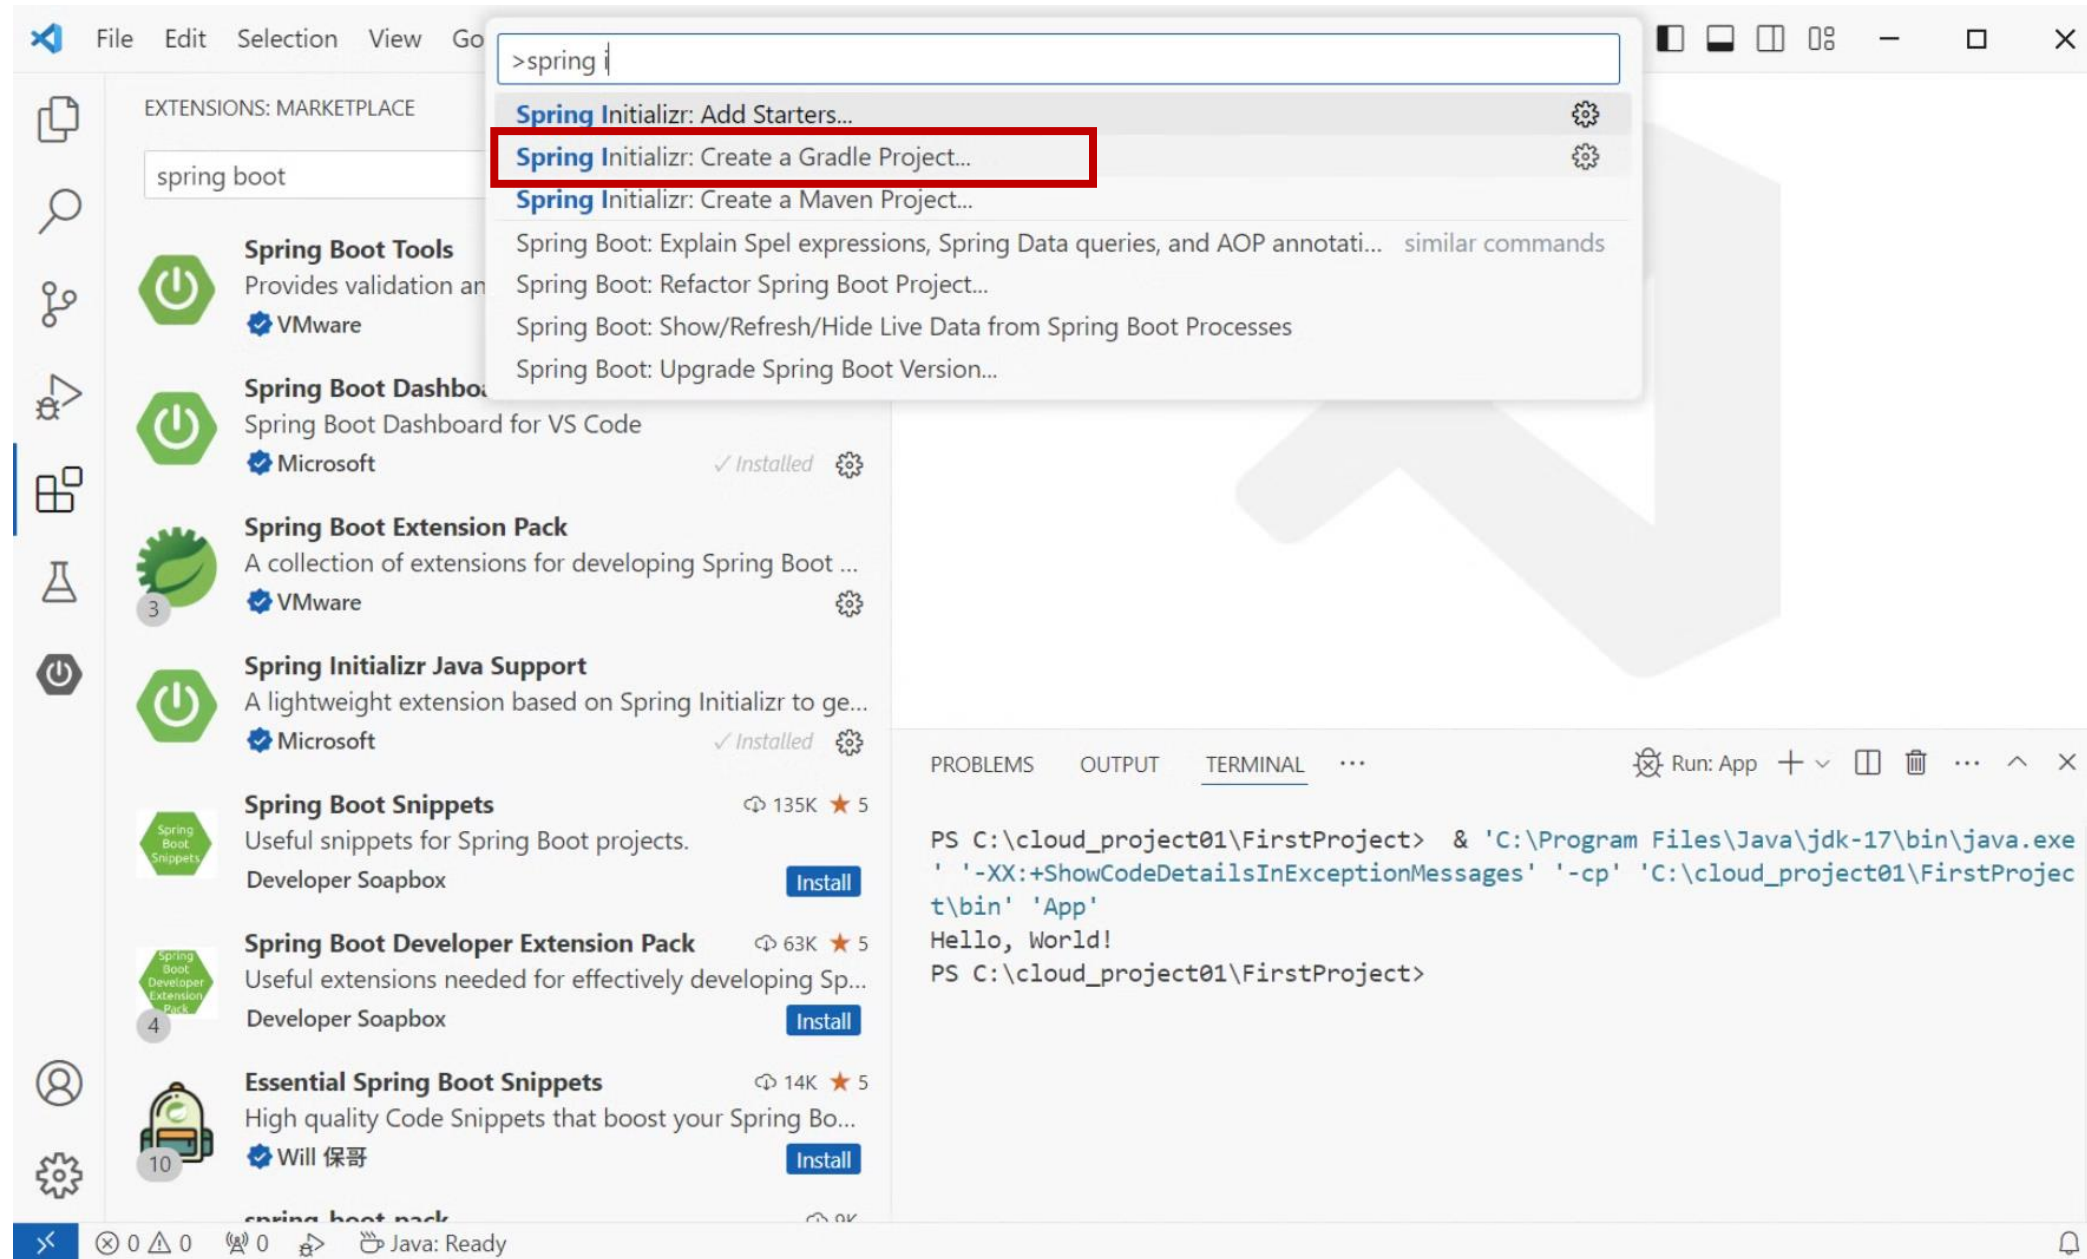 File Edit Selection View Go
>spring i
Spring Initializr: Add Starters...
Spring Initializr: Create a Gradle Project...
Spring Initializr: Create a Maven Project...
Spring Boot: Explain Spel expressions, Spring Data queries, and AOP annotati... similar commands
Spring Boot: Refactor Spring Boot Project...
Spring Boot: Show/Refresh/Hide Live Data from Spring Boot Processes
Spring Boot: Upgrade Spring Boot Version...
EXTENSIONS: MARKETPLACE
spring boot
Spring Boot Tools
Provides validation an
VMware
Spring Boot Dashboa
Spring Boot Dashboard for VS Code
Microsoft ✓ Installed
Spring Boot Extension Pack
A collection of extensions for developing Spring Boot ...
3 VMware
Spring Initializr Java Support
A lightweight extension based on Spring Initializr to ge...
Microsoft ✓ Installed
Spring Boot Snippets 135K ★ 5
Spring
Boot
Snippets
Useful snippets for Spring Boot projects.
Developer Soapbox Install
Spring Boot Developer Extension Pack 63K ★ 5
Spring
Boot
Developer
Extension
Pack
Useful extensions needed for effectively developing Sp...
4 Developer Soapbox Install
Essential Spring Boot Snippets 14K ★ 5
High quality Code Snippets that boost your Spring Bo...
10 Will 保哥 Install
spring-boot-pack 9K
PROBLEMS OUTPUT TERMINAL ··· Run: App
PS C:\cloud_project01\FirstProject> & 'C:\Program Files\Java\jdk-17\bin\java.exe
' '-XX:+ShowCodeDetailsInExceptionMessages' '-cp' 'C:\cloud_project01\FirstProjec
t\bin' 'App'
Hello, World!
PS C:\cloud_project01\FirstProject>
0 0 0 Java: Ready